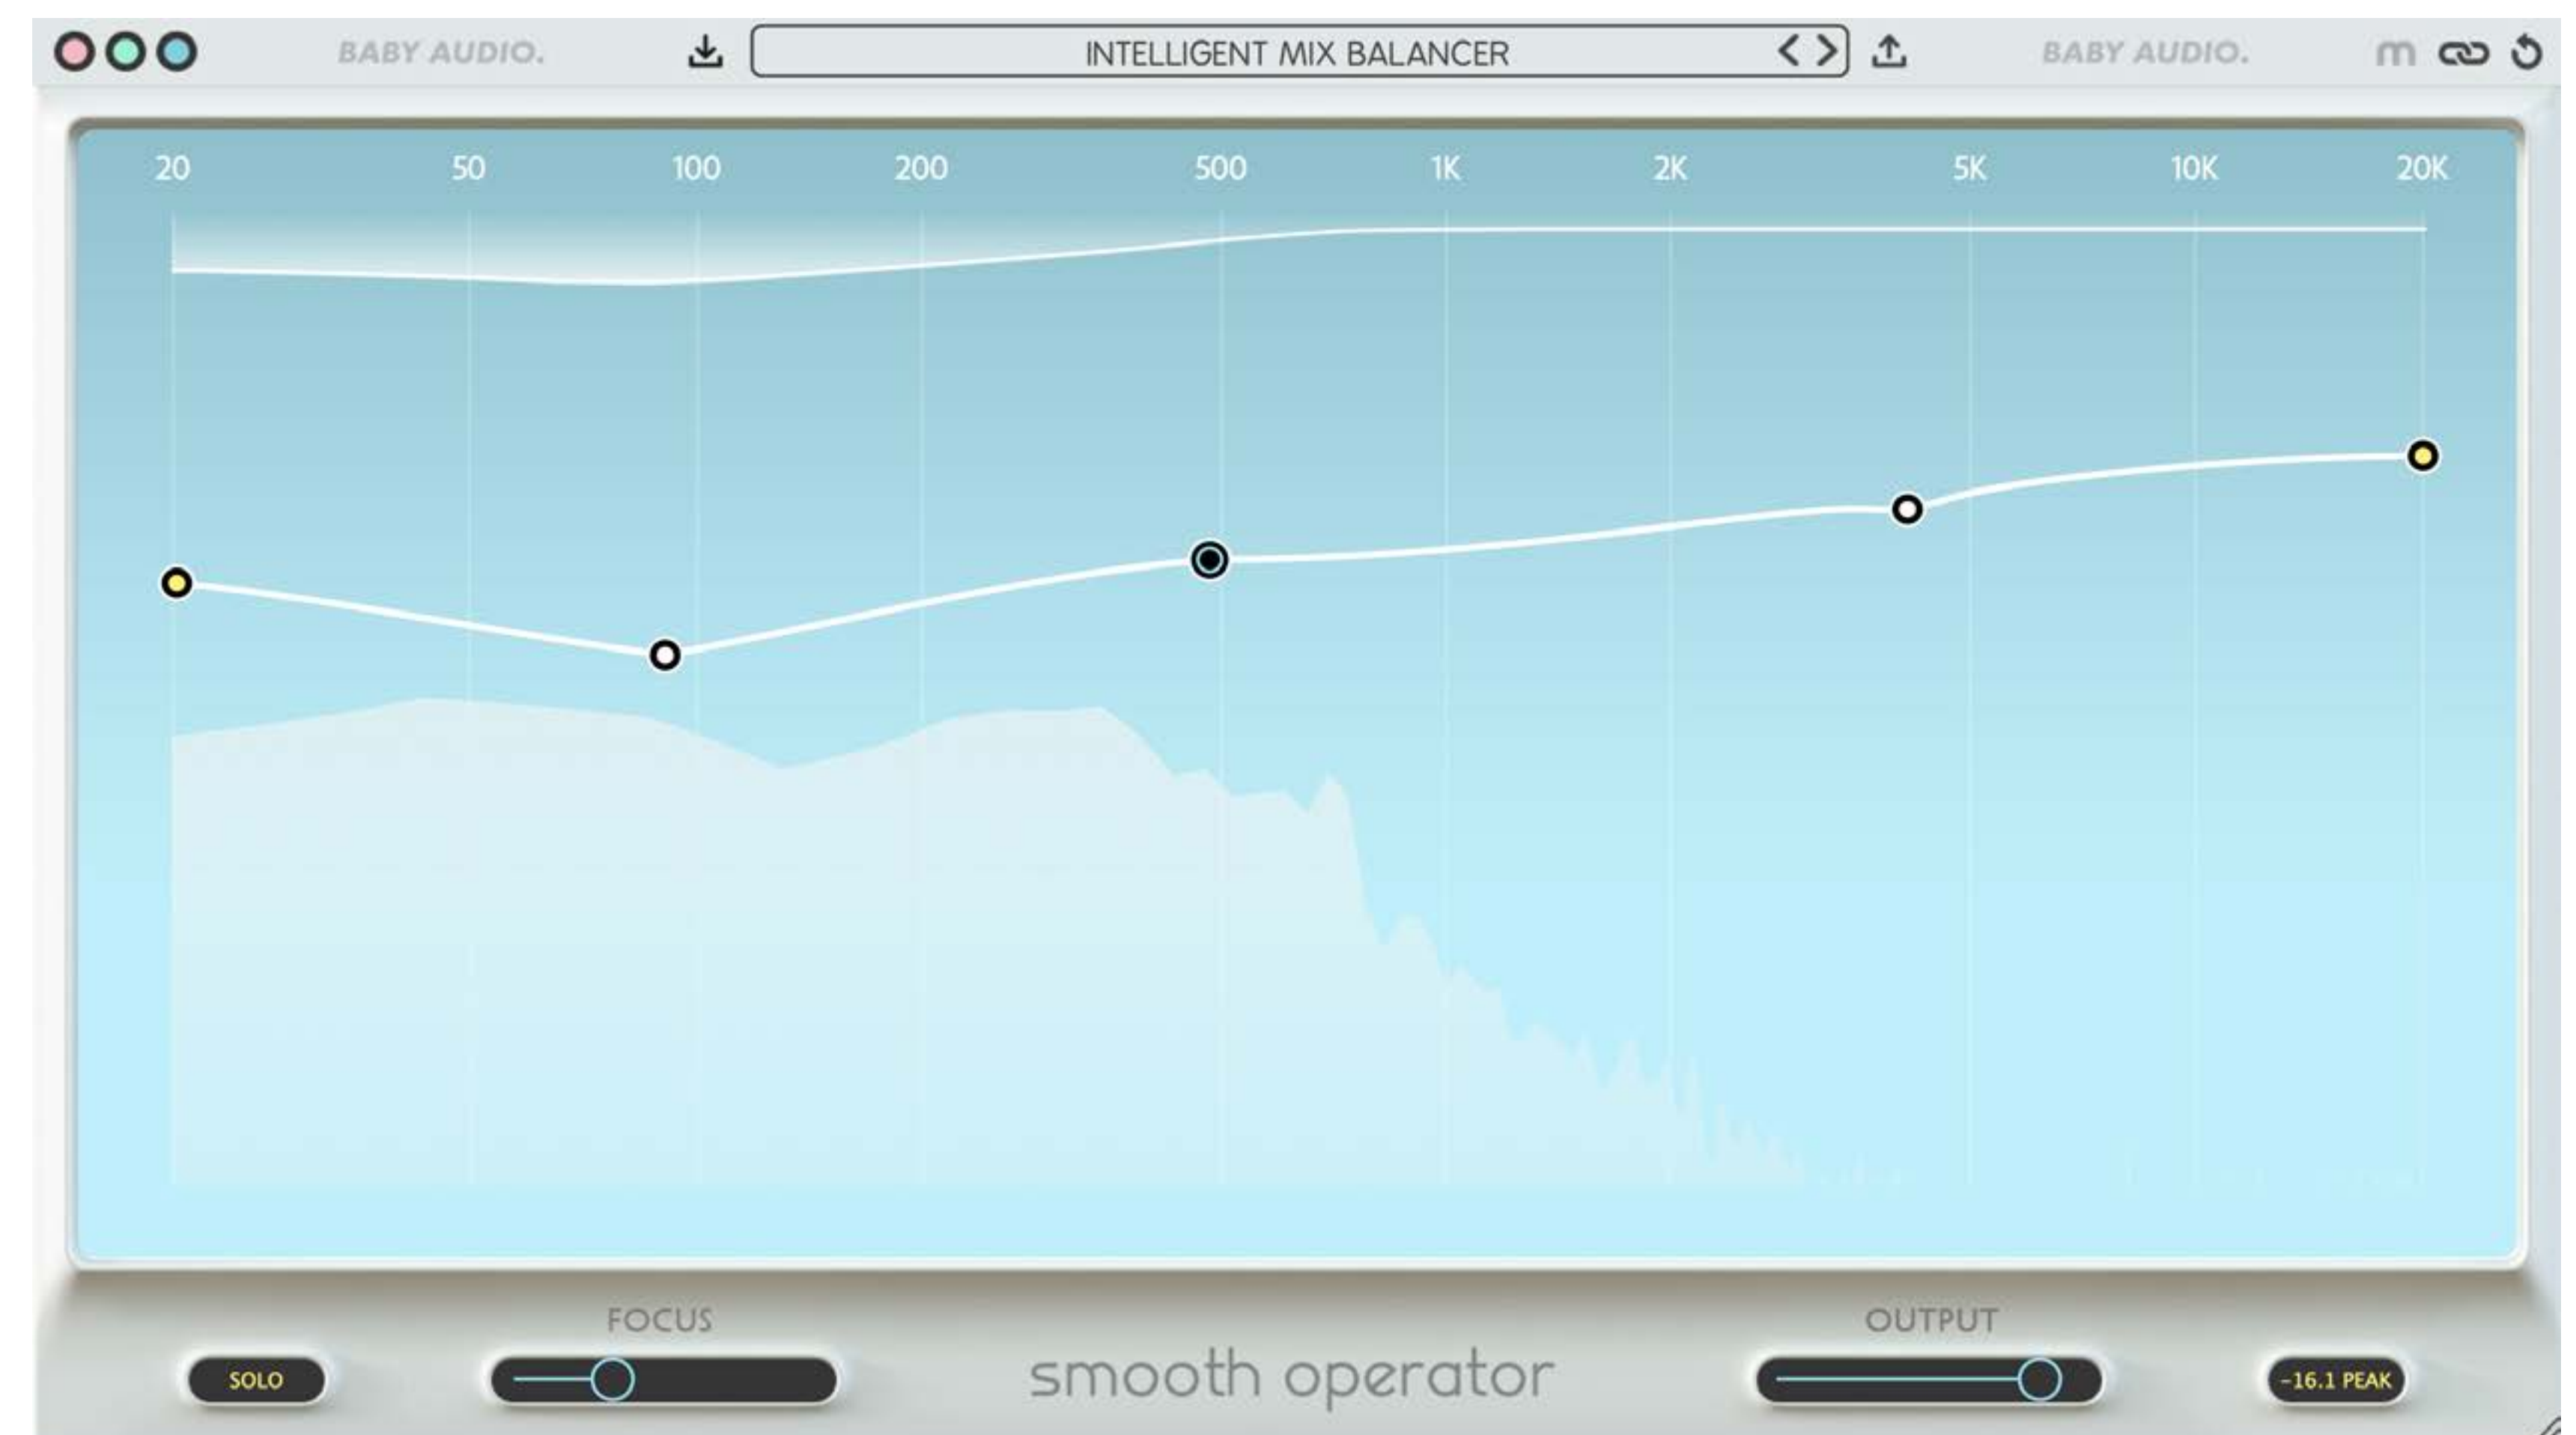 BABY AUDIO.
INTELLIGENT MIX BALANCER
BABY AUDIO.
m
20 50 100 200 500 1K 2K 5K 10K 20K
FOCUS
OUTPUT
SOLO
smooth operator
-16.1 PEAK